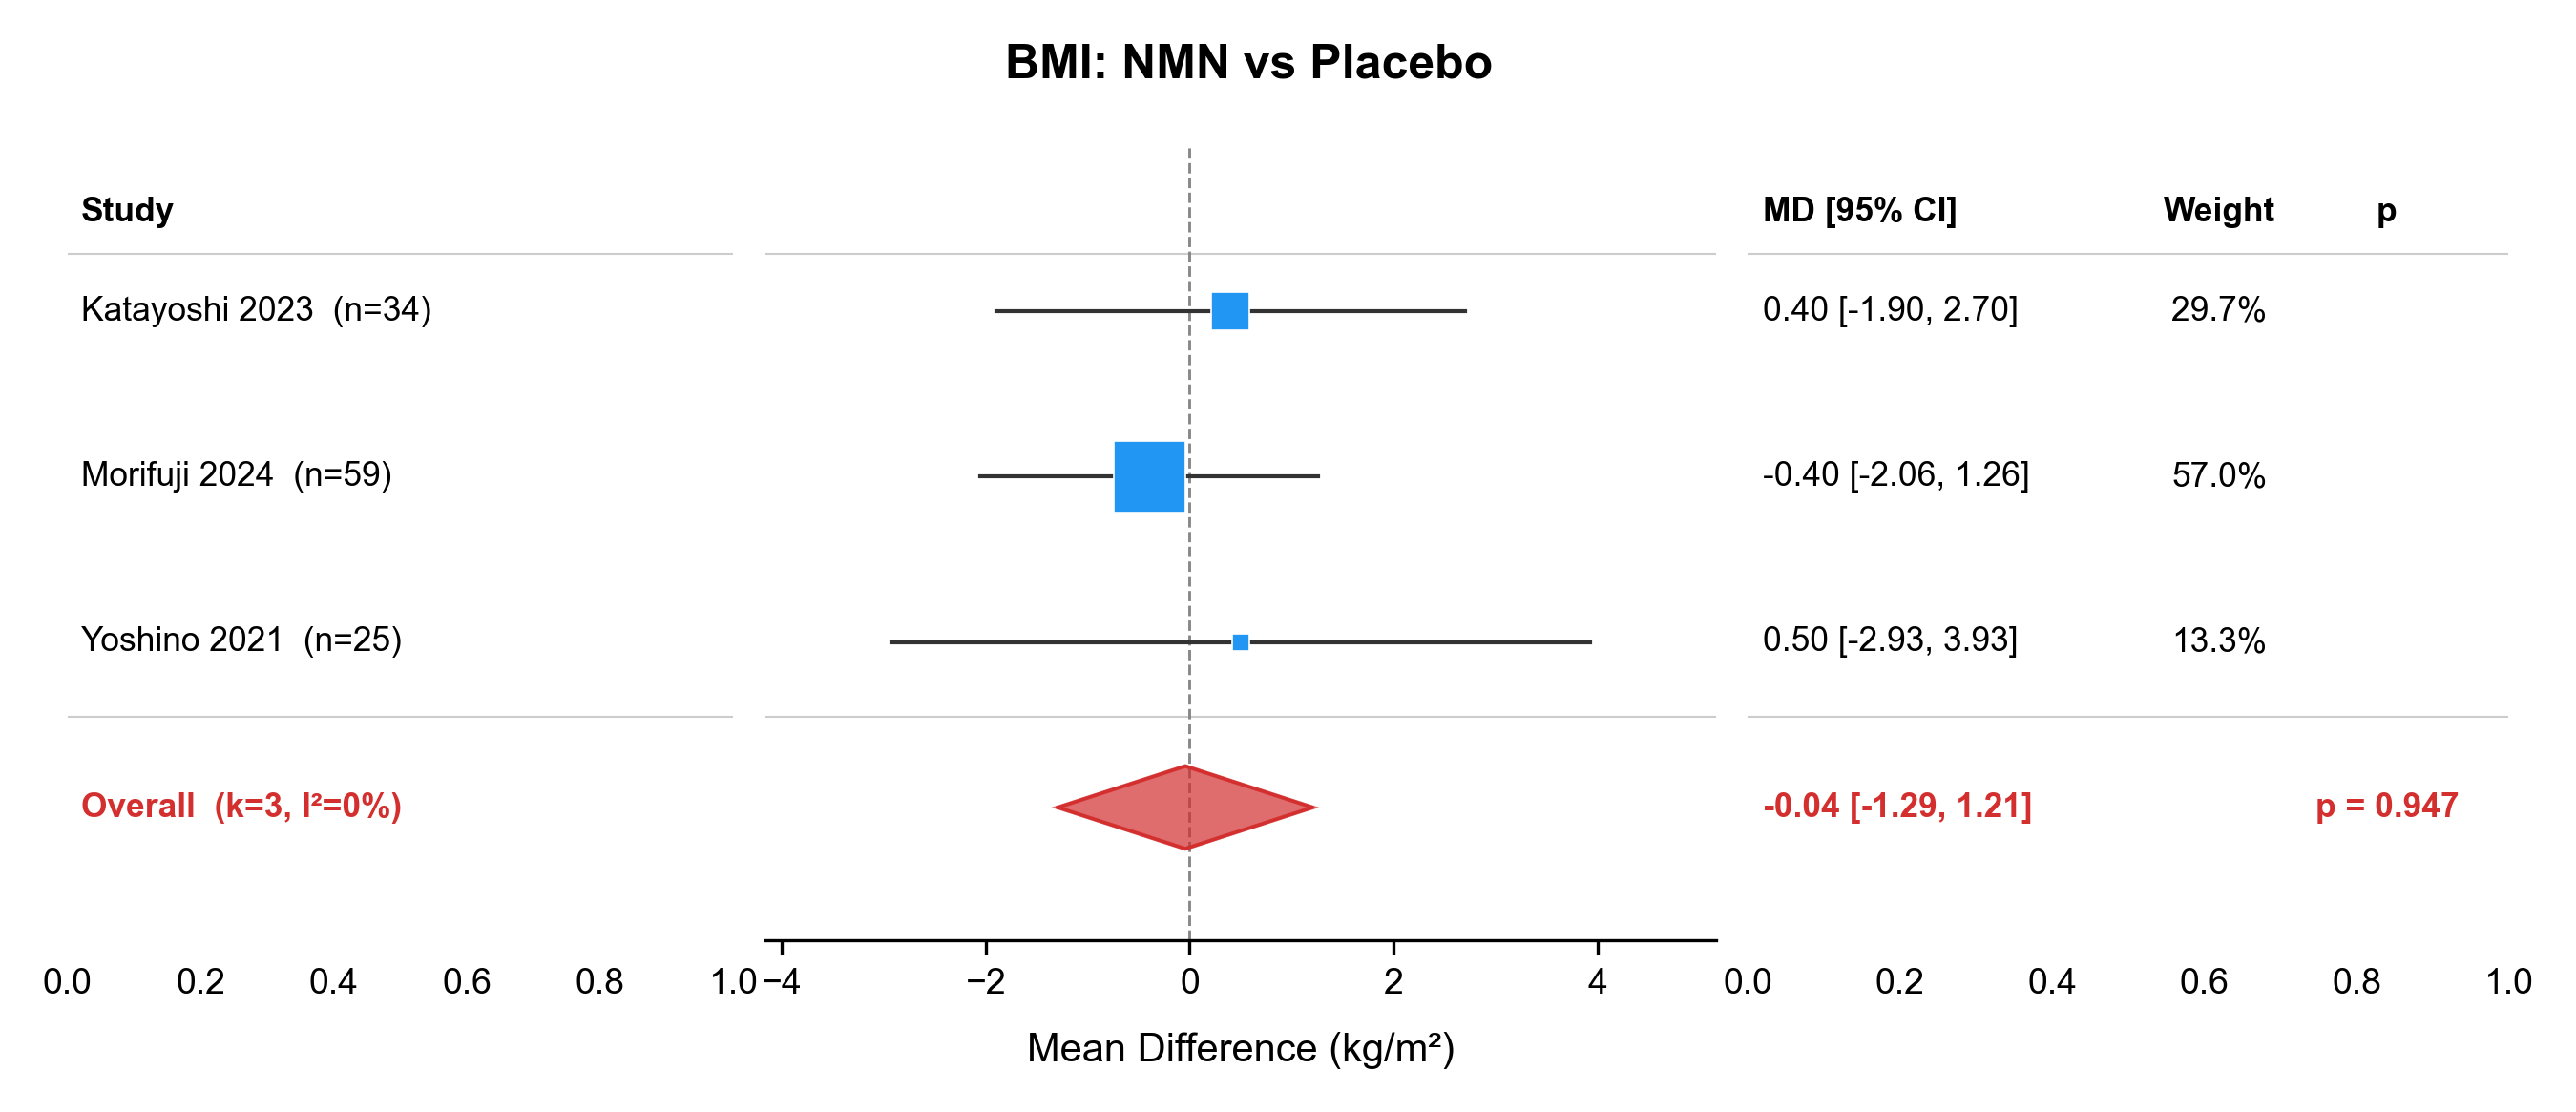 BMI: NMN vs Placebo
Study MD [95% CI] Weight p
Katayoshi 2023 (n=34) 0.40 [-1.90, 2.70] 29.7%
Morifuji 2024 (n=59) -0.40 [-2.06, 1.26] 57.0%
Yoshino 2021 (n=25) 0.50 [-2.93, 3.93] 13.3%
Overall (k=3, I²=0%) -0.04 [-1.29, 1.21] p = 0.947
0.0 0.2 0.4 0.6 0.8 1.0 −4 −2 0 2 4 0.0 0.2 0.4 0.6 0.8 1.0
Mean Difference (kg/m²)